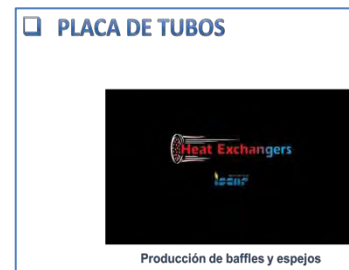 PLACA DE TUBOS
Heat Exchangers
Producción de baffles y espejos